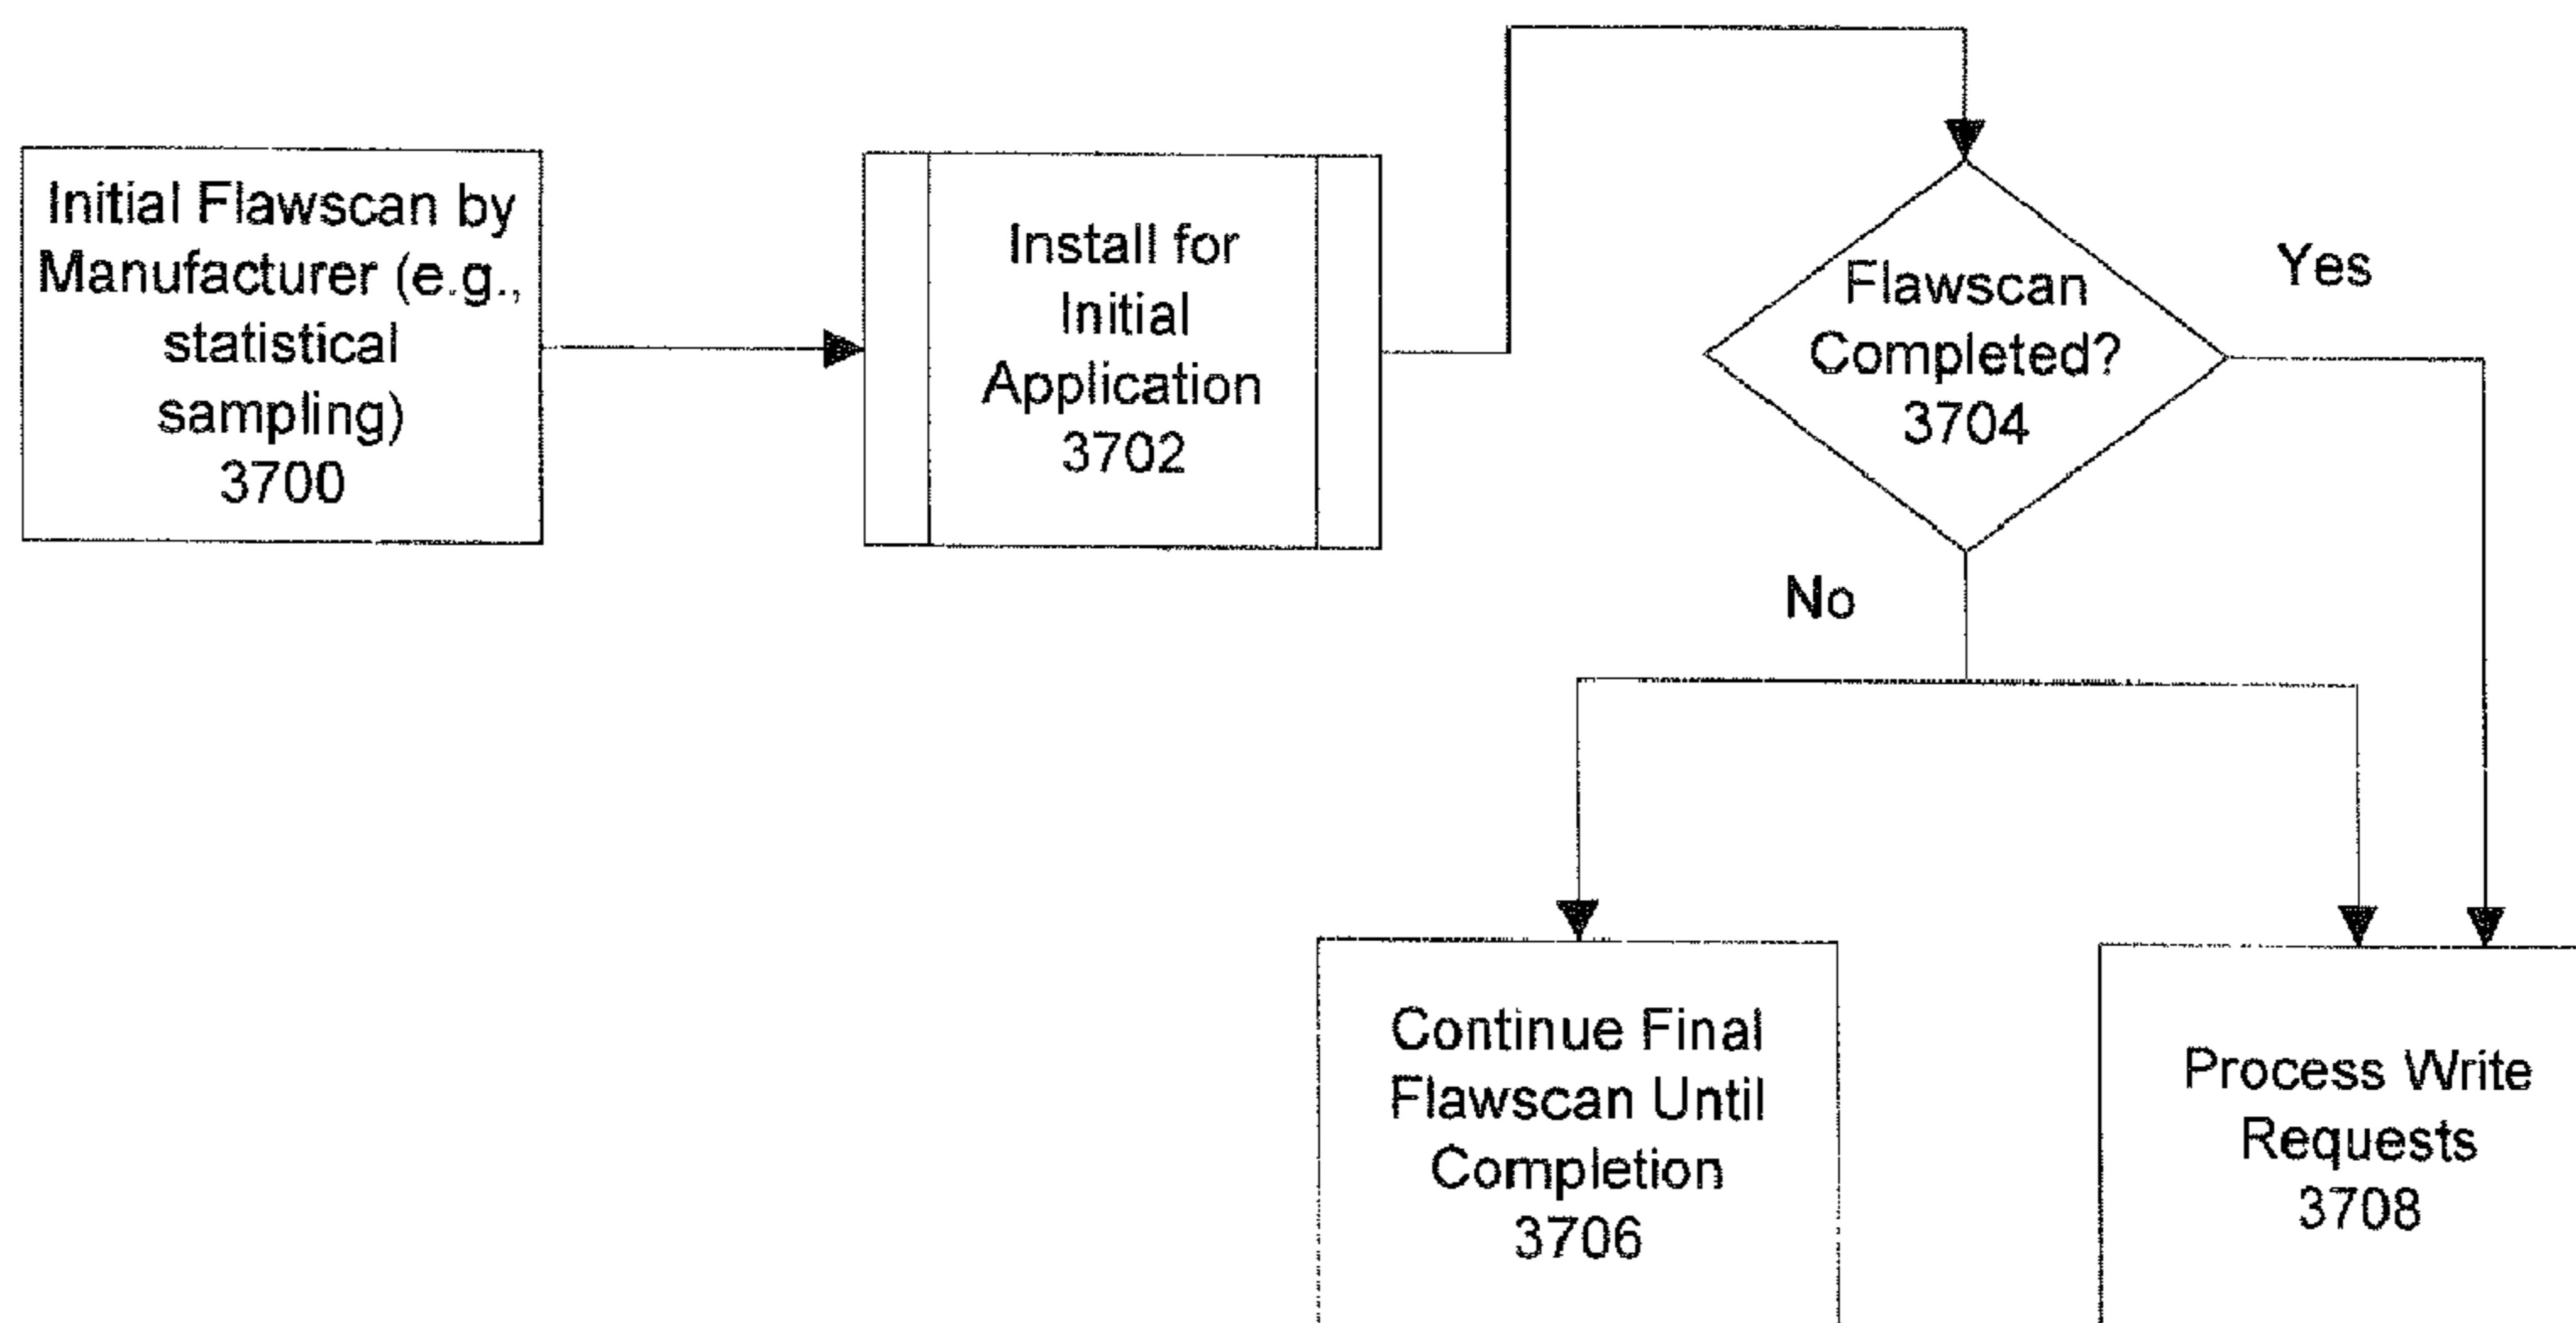 Initial Flawscan by
Manufacturer (e.g.,
statistical
sampling)
3700
Install for
Initial
Application
3702
Flawscan
Completed?
3704
Yes
No
Continue Final
Flawscan Until
Completion
3706
Process Write
Requests
3708